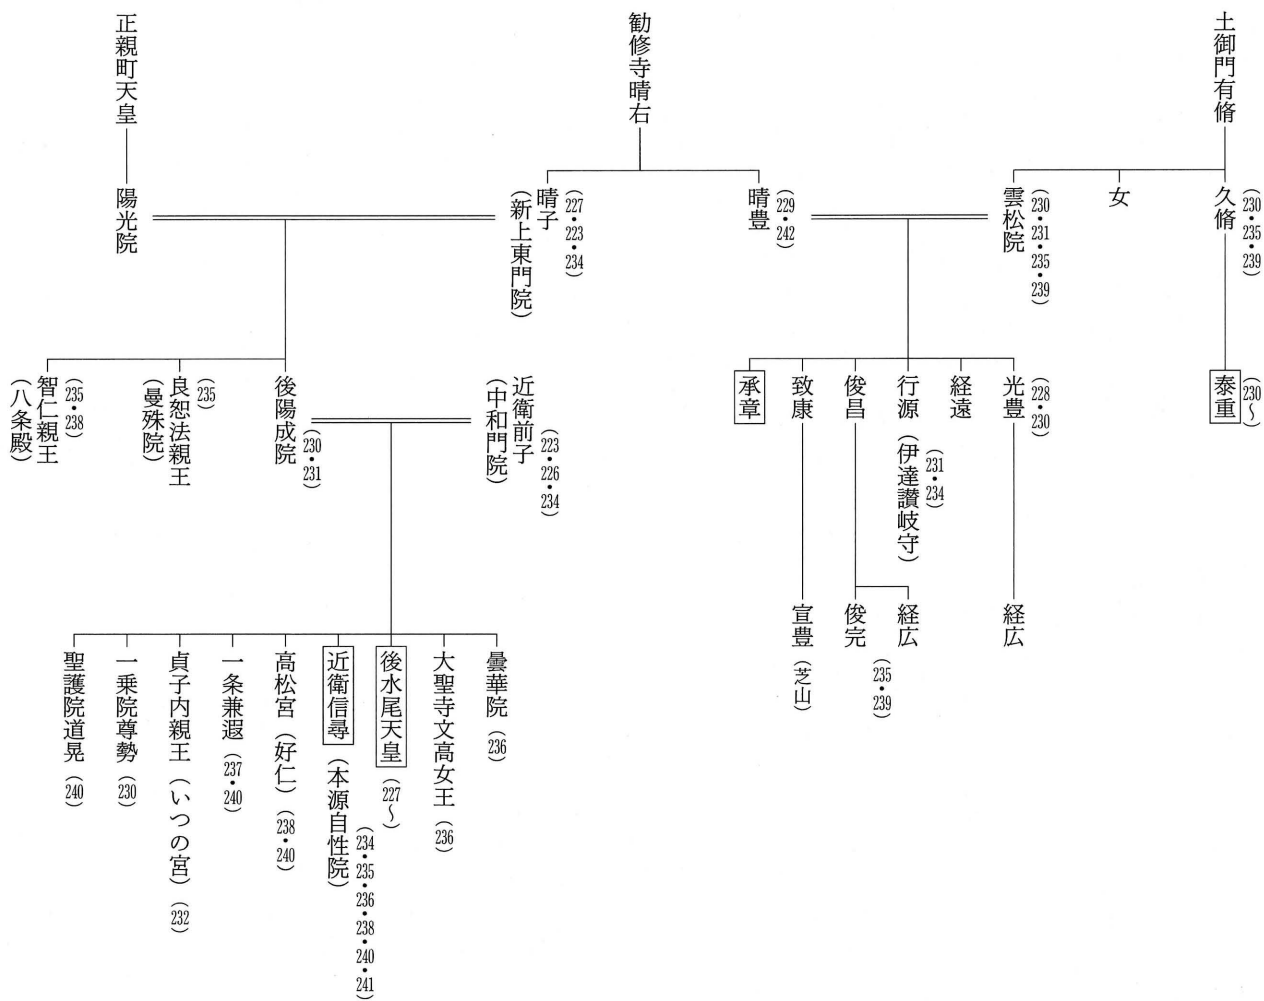 土御門有脩
勧修寺晴右
正親町天皇
久脩
(230・235・239)
女
雲松院
(230・231・235・239)
晴豊
(229・242)
晴子
(新上東門院)
(227・223・234)
陽光院
泰重
(230〜)
光豊
(228・230)
経遠
行源(伊達讃岐守)
(231・234)
俊昌
致康
承章
近衛前子
(中和門院)
(223・226・234)
後陽成院
(230・231)
良恕法親王
(曼殊院)
(235)
智仁親王
(八条殿)
(235・238)
経広
経広
俊完
(235・239)
宣豊(芝山)
曇華院(236)
大聖寺文高女王(236)
後水尾天皇(227〜)
近衛信尋(本源自性院)
(234・235・236・238・240・241)
高松宮(好仁)(238・240)
一条兼遐(237・240)
貞子内親王(いつの宮)(232)
一乗院尊勢(230)
聖護院道晃(240)